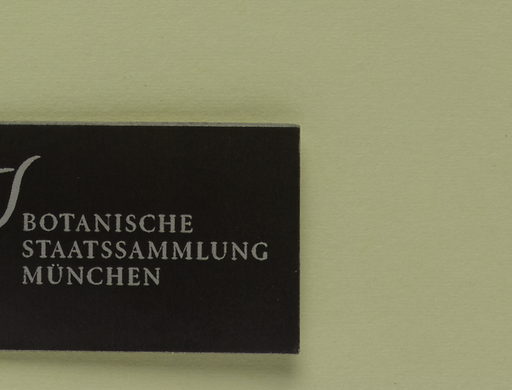 BOTANISCHE
STAATSSAMMLUNG
MÜNCHEN